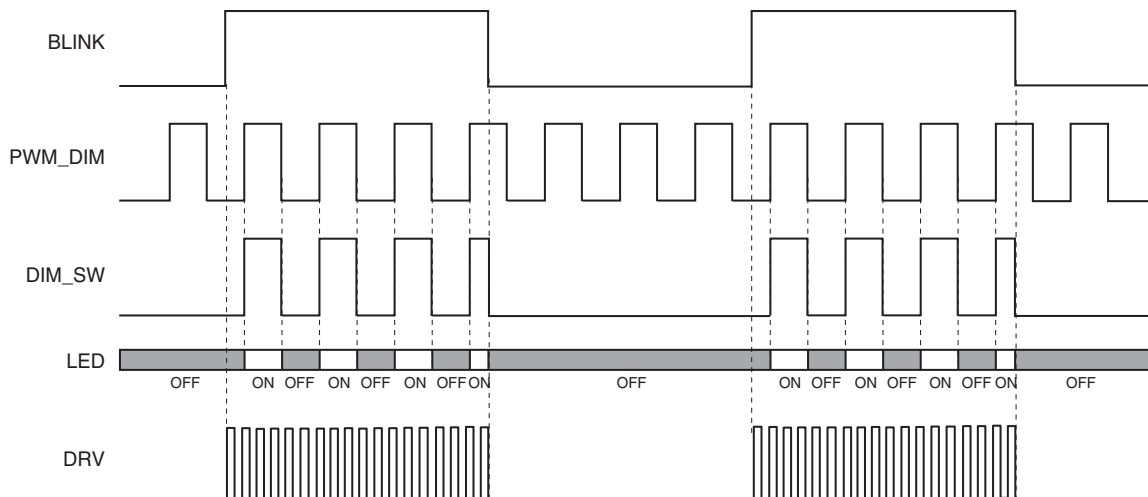 BLINK
PWM_DIM
DIM_SW
LED
OFF ON OFF ON OFF ON OFF ON OFF ON OFF ON OFF ON OFF ON OFF
DRV